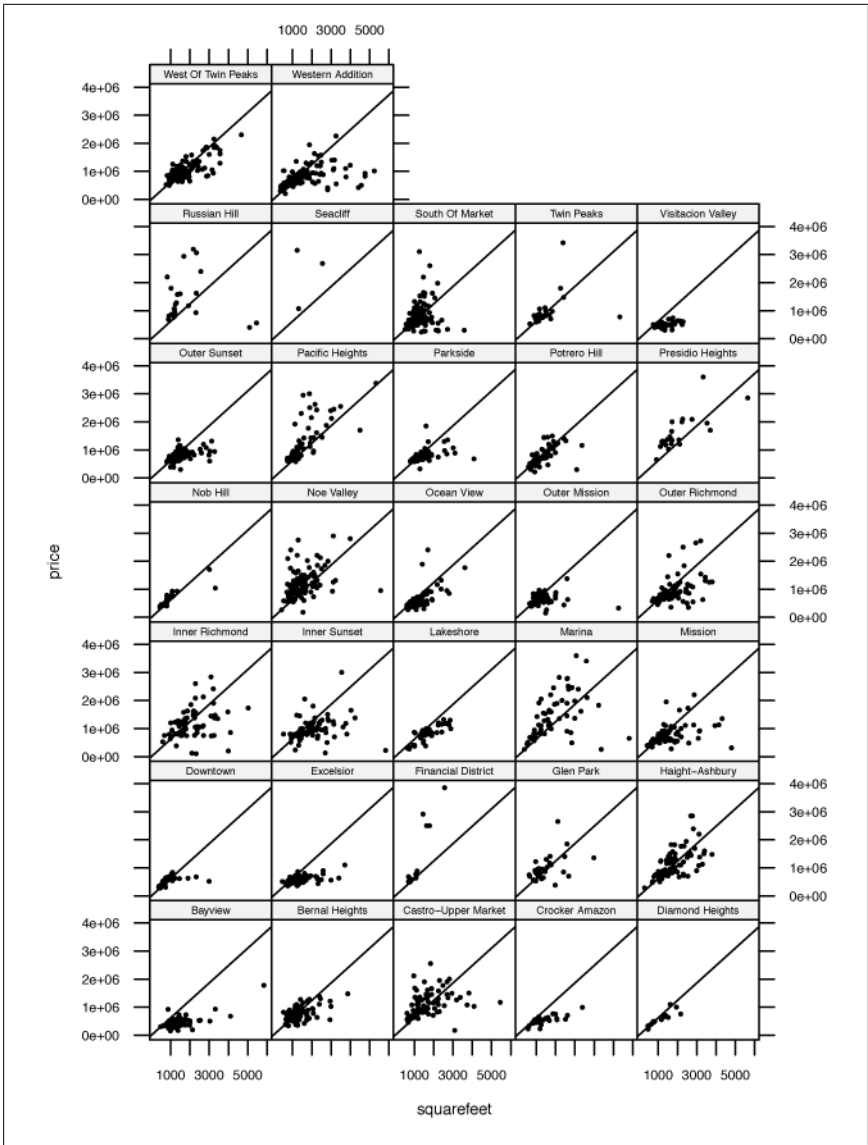 1000 3000 5000
West Of Twin Peaks Western Addition
4e+06
3e+06
2e+06
1e+06
0e+00
Russian Hill Seacliff South Of Market Twin Peaks Visitacion Valley
4e+06
3e+06
2e+06
1e+06
0e+00
Outer Sunset Pacific Heights Parkside Potrero Hill Presidio Heights
4e+06
3e+06
2e+06
1e+06
0e+00
Nob Hill Noe Valley Ocean View Outer Mission Outer Richmond
4e+06
3e+06
2e+06
1e+06
0e+00
price
Inner Richmond Inner Sunset Lakeshore Marina Mission
4e+06
3e+06
2e+06
1e+06
0e+00
Downtown Excelsior Financial District Glen Park Haight−Ashbury
4e+06
3e+06
2e+06
1e+06
0e+00
Bayview Bernal Heights Castro−Upper Market Crocker Amazon Diamond Heights
4e+06
3e+06
2e+06
1e+06
0e+00
1000 3000 5000 1000 3000 5000 1000 3000 5000
squarefeet